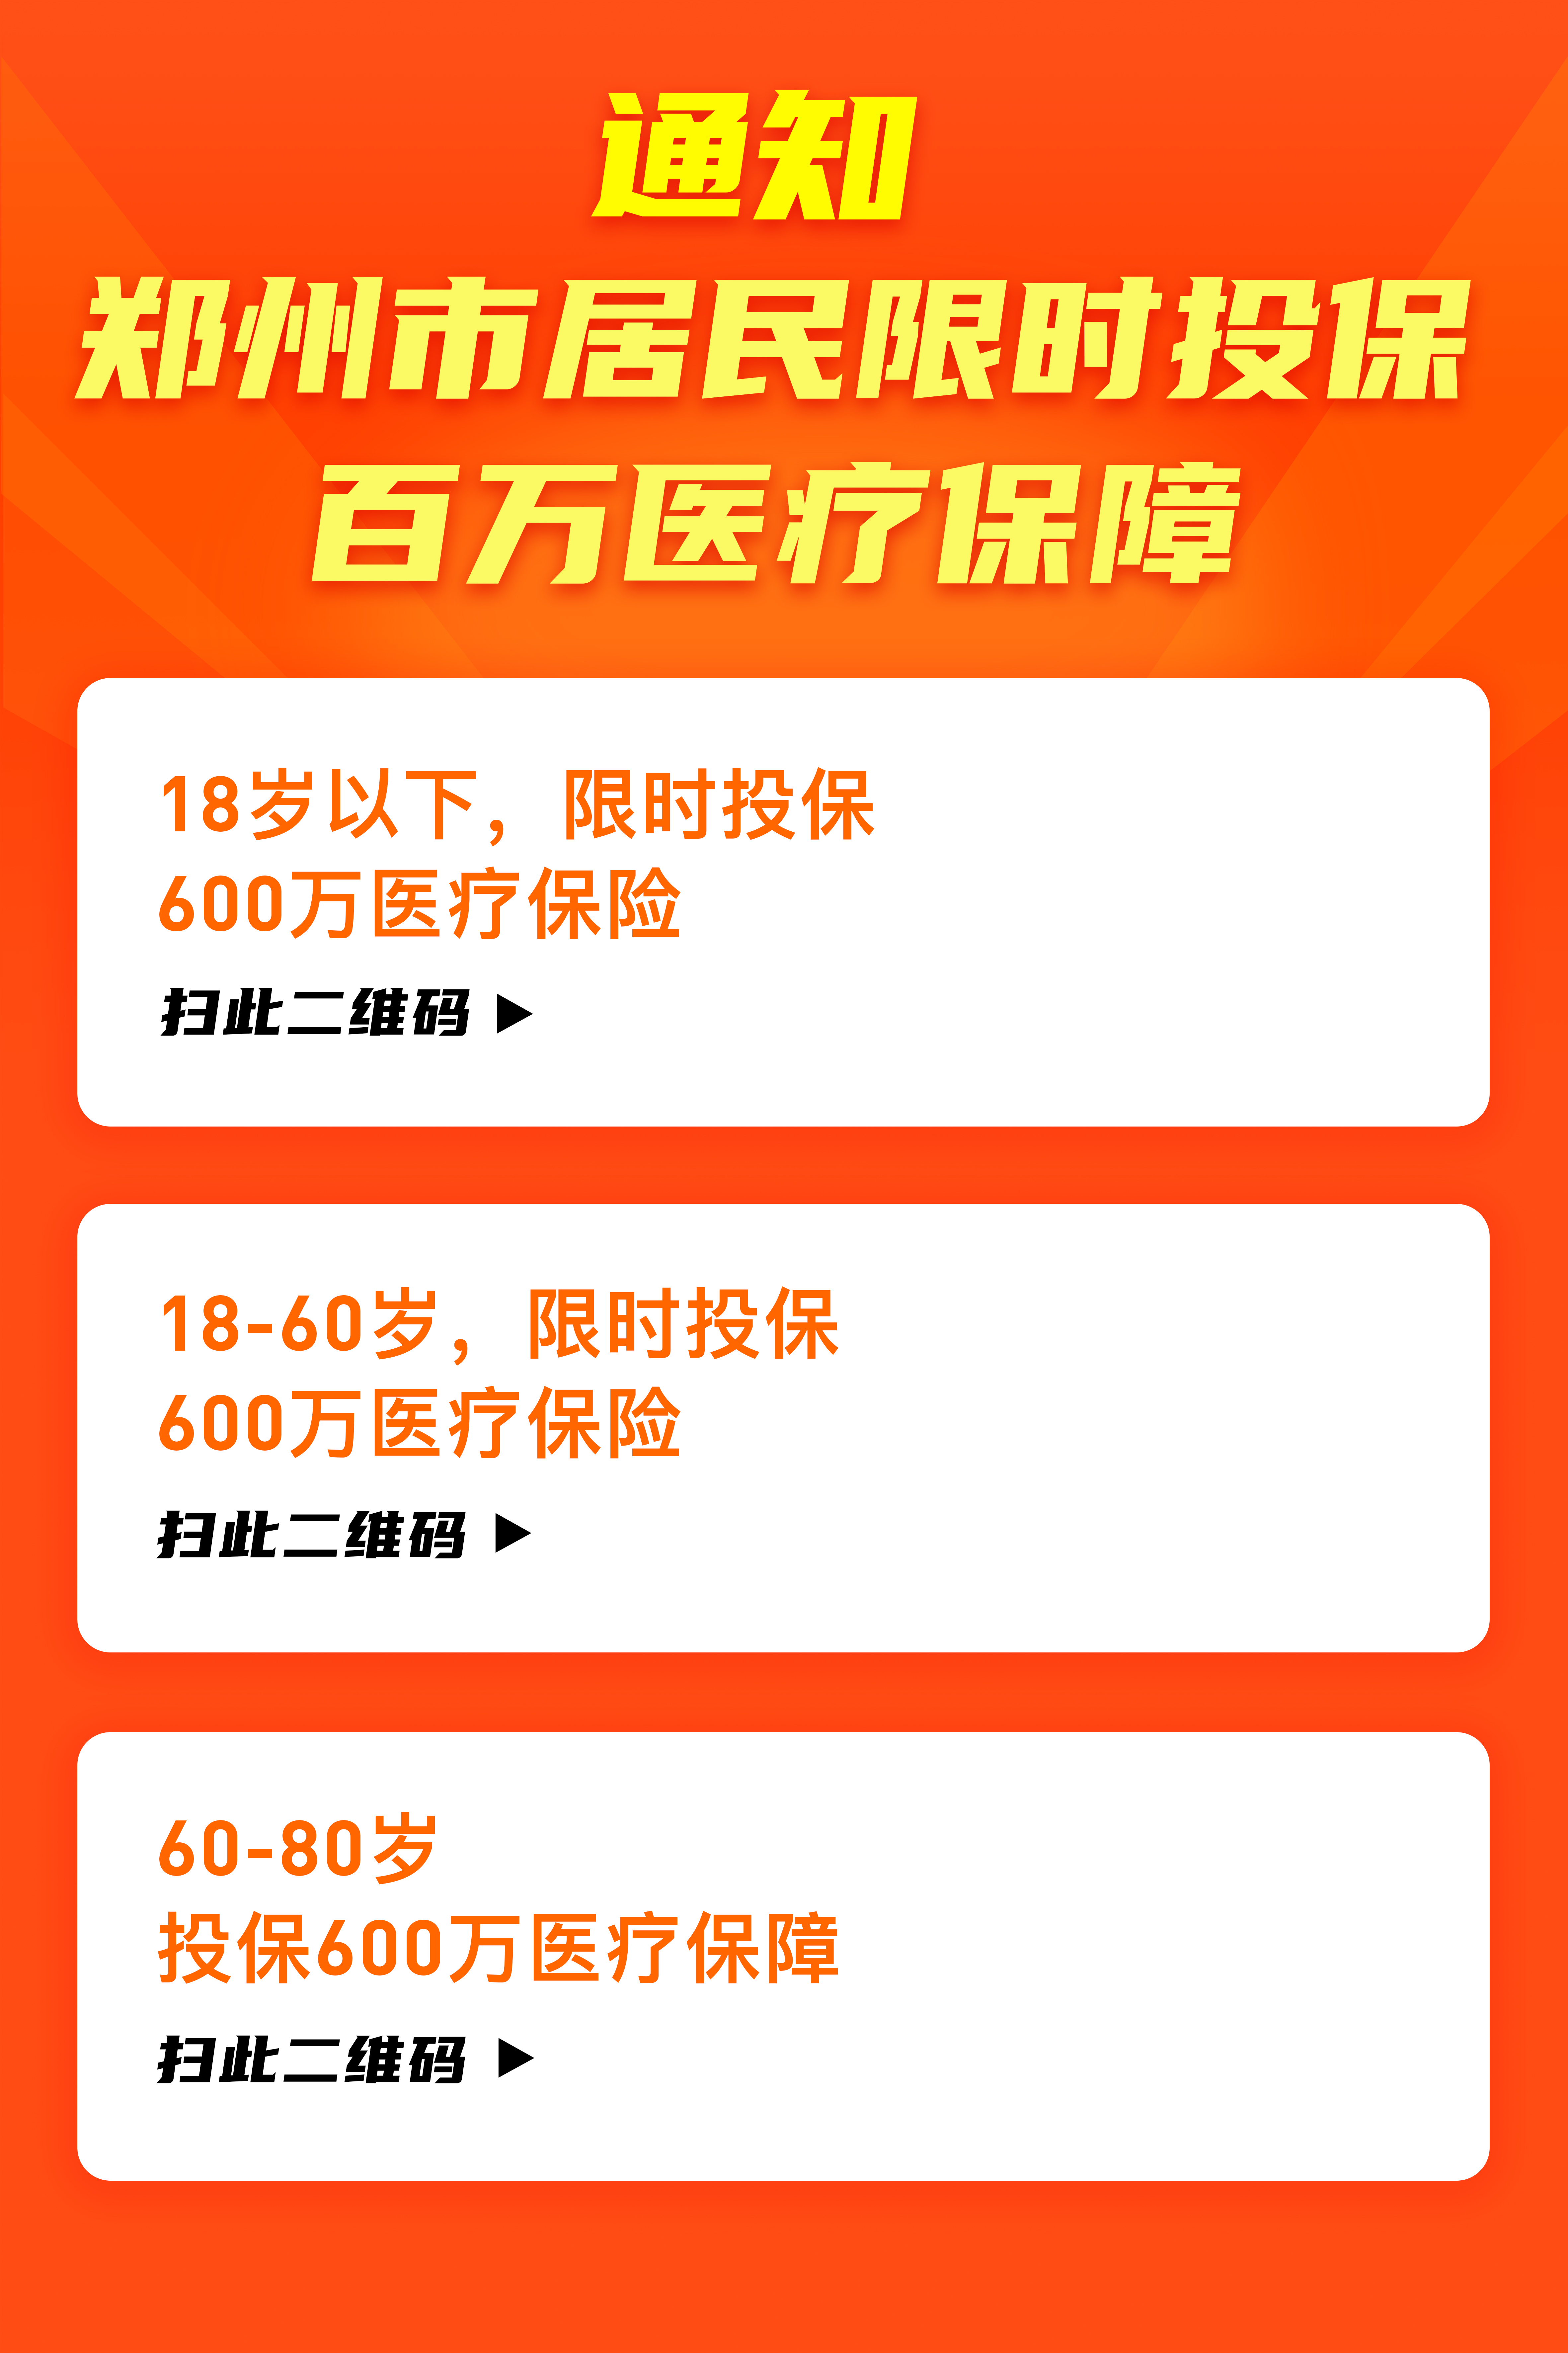 通知
郑州市居民限时投保
百万医疗保障
18岁以下，限时投保
600万医疗保险
扫此二维码 ▶
18-60岁，限时投保
600万医疗保险
扫此二维码 ▶
60-80岁
投保600万医疗保障
扫此二维码 ▶